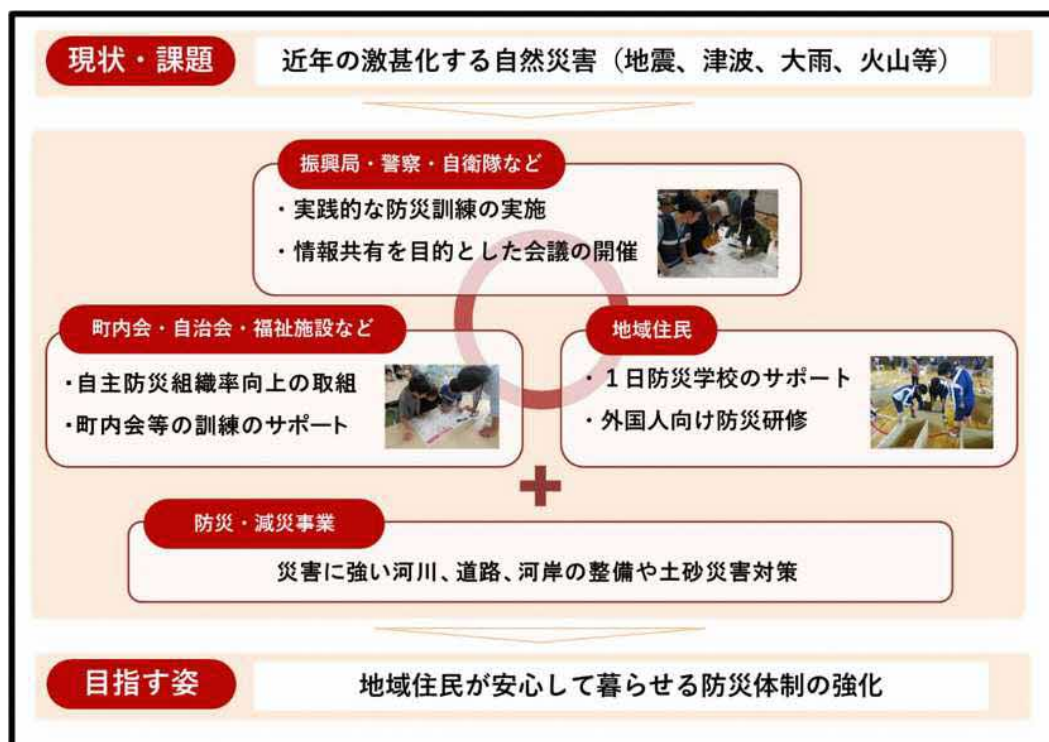 現状・課題
近年の激甚化する自然災害（地震、津波、大雨、火山等）
振興局・警察・自衛隊など
・実践的な防災訓練の実施
・情報共有を目的とした会議の開催
町内会・自治会・福祉施設など
・自主防災組織率向上の取組
・町内会等の訓練のサポート
地域住民
・１日防災学校のサポート
・外国人向け防災研修
+
防災・減災事業
災害に強い河川、道路、河岸の整備や土砂災害対策
目指す姿
地域住民が安心して暮らせる防災体制の強化